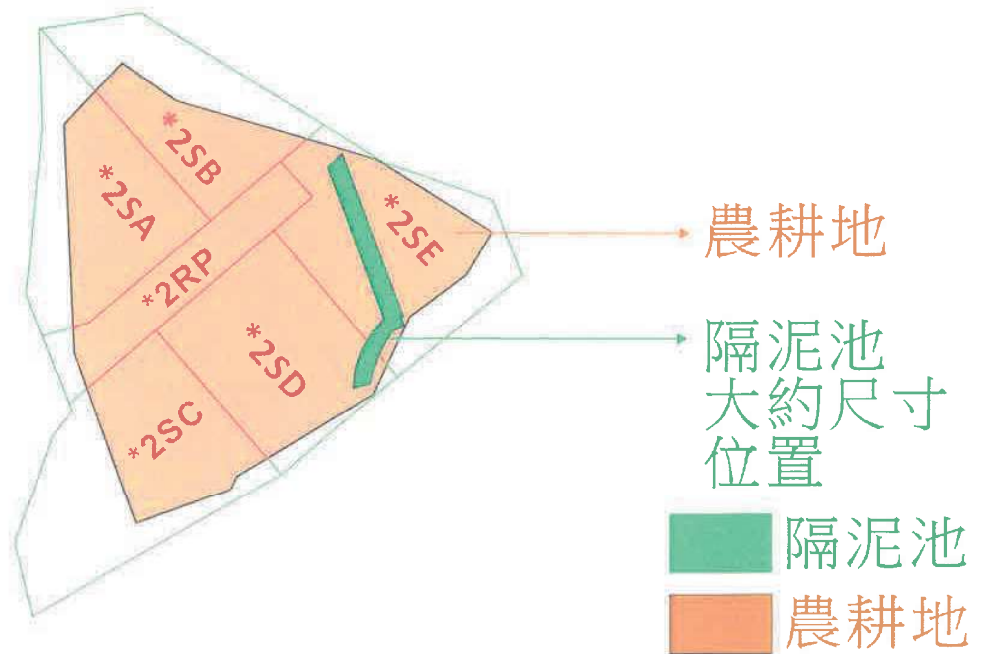 *2SB
*2SA
*2SE
*2RP
*2SD
*2SC
農耕地
隔泥池
大約尺寸
位置
隔泥池
農耕地